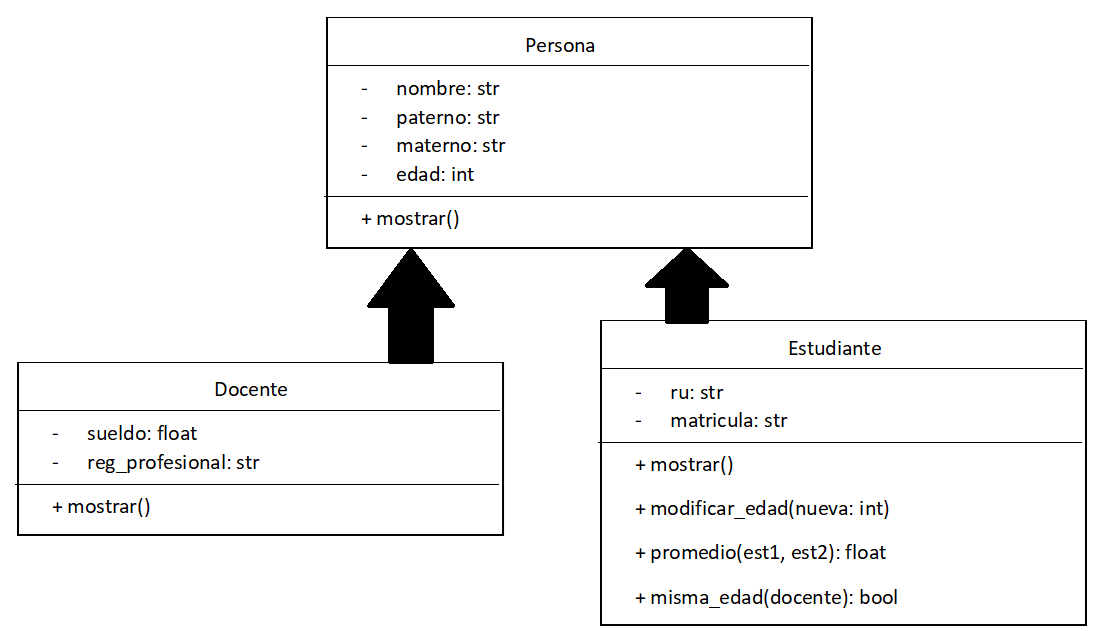 Persona
- nombre: str
- paterno: str
- materno: str
- edad: int
+ mostrar()
Docente
- sueldo: float
- reg_profesional: str
+ mostrar()
Estudiante
- ru: str
- matricula: str
+ mostrar()
+ modificar_edad(nueva: int)
+ promedio(est1, est2): float
+ misma_edad(docente): bool